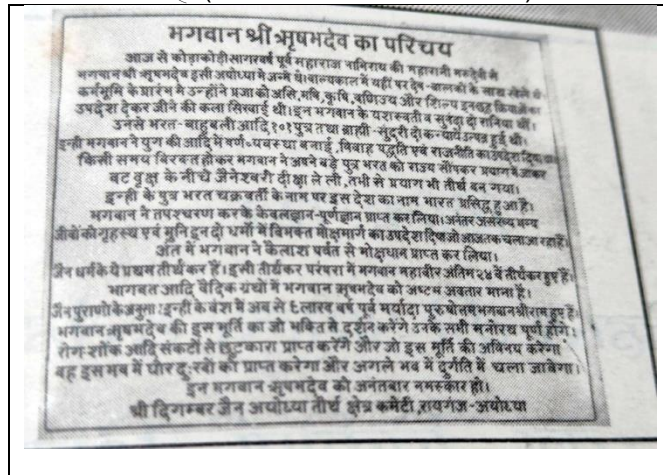 भगवान श्री ऋषभदेव का परिचय
आज से कोड़ाकोड़ी सागर वर्ष पूर्व महाराज नाभिराय की महारानी मरुदेवी से
भगवान श्री ऋषभदेव इसी अयोध्या में जन्मे थे। बाल्यकाल में यहीं पर देव-बालकों के साथ खेले थे।
कर्मभूमि के प्रारंभ में उन्होंने प्रजा को असि, मषि, कृषि, वणिज्य और शिल्प इन छह क्रियाओं का
उपदेश देकर जीने की कला सिखाई थी। इन भगवान के यशस्वती व सुनंदा दो रानियां थीं।
उनसे भरत-बाहुबली आदि १०१ पुत्र तथा ब्राह्मी-सुंदरी दो कन्यायें उत्पन्न हुई थीं।
इन्हीं भगवान ने युग की आदि में वर्ण व्यवस्था बनाई, विवाह पद्धति एवं राजनीति का उपदेश दिया
किसी समय विरक्त होकर भगवान ने अपने बड़े पुत्र भरत को राज्य सौंपकर प्रयाग में जाकर
वट वृक्ष के नीचे जैनेश्वरी दीक्षा ले ली, तभी से प्रयाग भी तीर्थ बन गया।
इन्हीं के पुत्र भरत चक्रवर्ती के नाम पर इस देश का नाम भारत प्रसिद्ध हुआ है।
भगवान ने तपश्चरण करके केवलज्ञान-पूर्णज्ञान प्राप्त कर लिया। अनंतर असंख्य भव्य
जीवों को गृहस्थ एवं मुनि इन दो धर्मों में विभक्त मोक्षमार्ग का उपदेश दिया जो आजतक चला आ रहा है।
अंत में भगवान ने कैलाश पर्वत से मोक्षधाम प्राप्त कर लिया।
जैन धर्म के ये प्रथम तीर्थंकर हैं। इसी तीर्थंकर परंपरा में भगवान महावीर अंतिम २४ वें तीर्थंकर हुए हैं।
भागवत आदि वैदिक ग्रंथों में भगवान ऋषभदेव को अष्टम अवतार माना है।
जैन पुराणों के अनुसार इन्हीं के वंश में अब से ९ लाख वर्ष पूर्व मर्यादा पुरुषोत्तम भगवान श्रीराम हुए हैं।
भगवान ऋषभदेव की इस मूर्ति का जो भक्ति से दर्शन करेंगे उनके सभी मनोरथ पूर्ण होंगे।
रोग-शोक आदि संकटों से छुटकारा प्राप्त करेंगे और जो इस मूर्ति की अविनय करेगा
वह इस भव में घोर दुःखों को प्राप्त करेगा और अगले भव में दुर्गति में चला जावेगा।
इन भगवान ऋषभदेव को अनंतबार नमस्कार हो।
श्री दिगम्बर जैन अयोध्या तीर्थ क्षेत्र कमेटी, रायगंज-अयोध्या